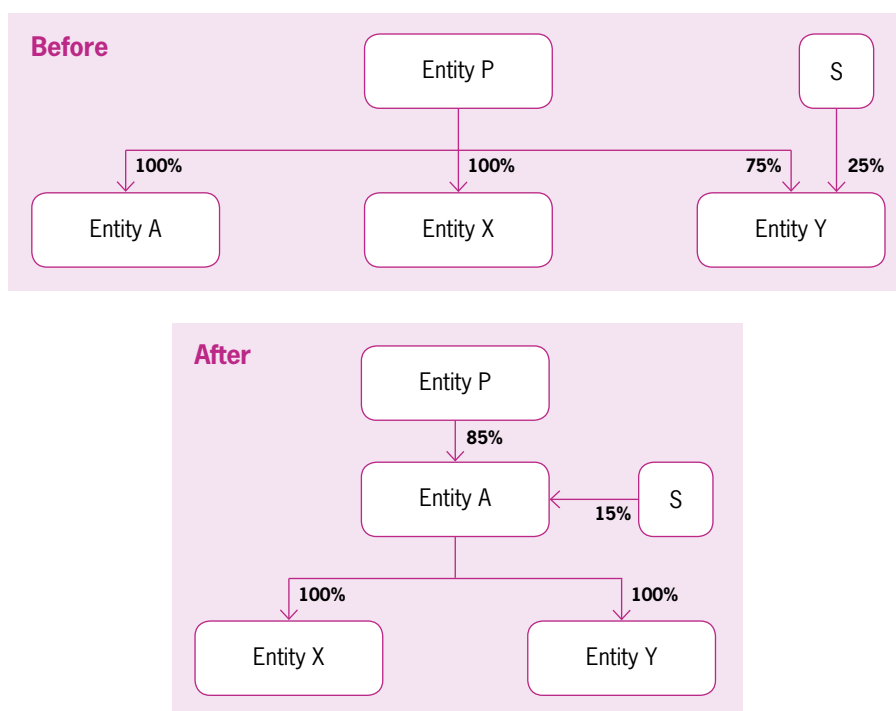 Before
Entity P
S
100%
100%
75%
25%
Entity A
Entity X
Entity Y
After
Entity P
85%
Entity A
S
15%
100%
100%
Entity X
Entity Y